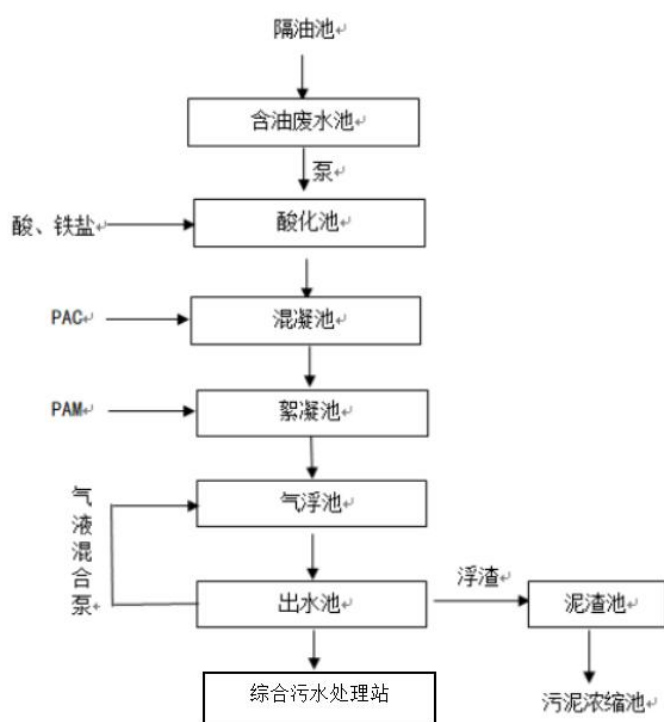 隔油池↵
含油废水池↵
泵
酸、铁盐↵
酸化池↵
PAC↵
混凝池↵
PAM↵
絮凝池↵
气液混合泵↵
气浮池↵
出水池↵
浮渣↵
泥渣池↵
综合污水处理站
污泥浓缩池↵